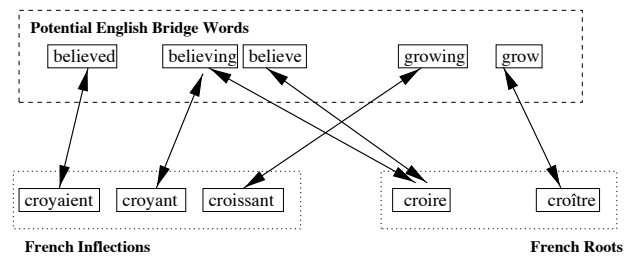 Potential English Bridge Words
believed believing believe growing grow
croyaient croyant croissant croire croître
French Inflections French Roots